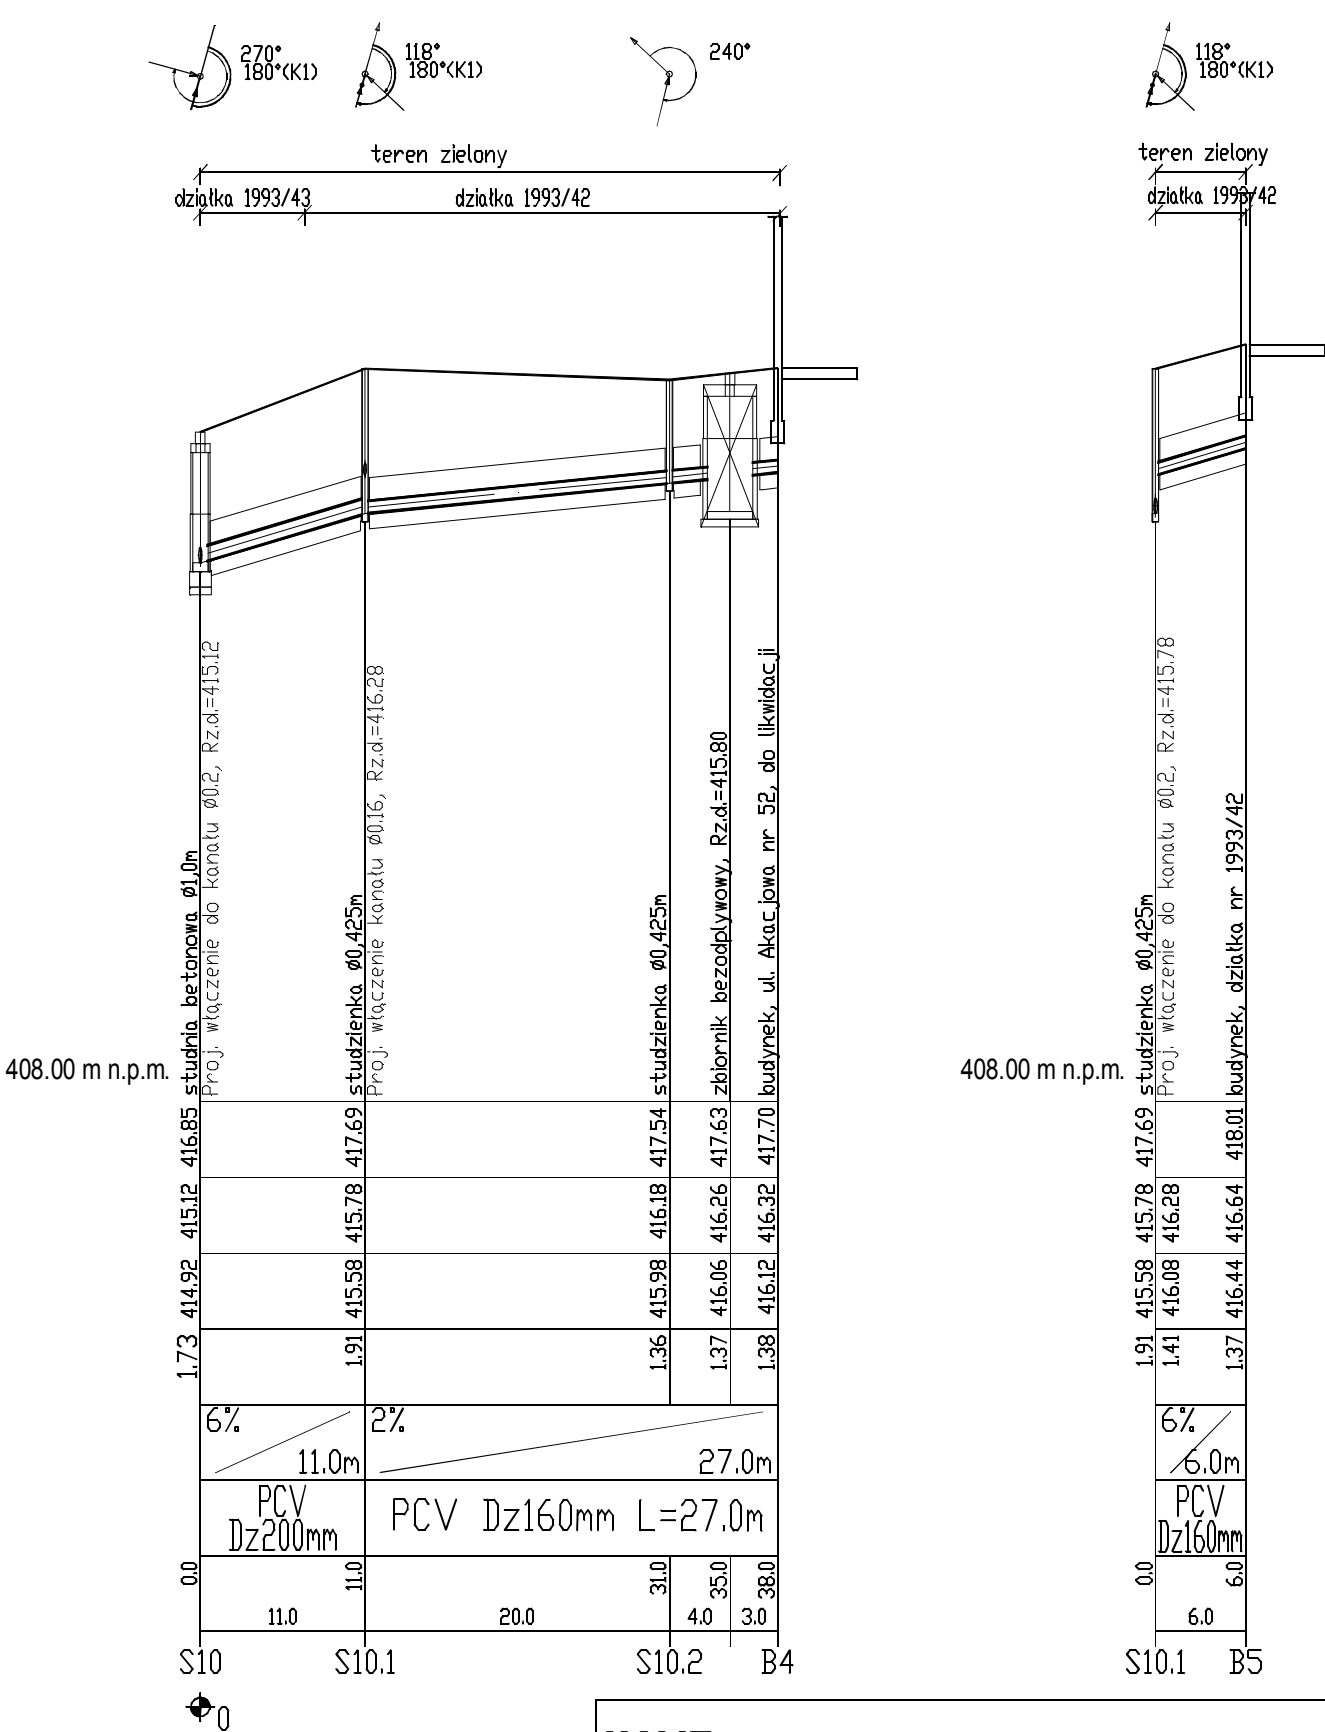 270°
180°(K1)
118°
180°(K1)
240°
118°
180°(K1)
teren zielony
teren zielony
działka 1993/43
działka 1993/42
działka 1993/42
studnia betonowa ø1,0m
Proj. włączenie do kanału ø0.2, Rz.d.=415.12
studzienka ø0,425m
Proj. włączenie kanału ø0.16, Rz.d.=416.28
studzienka ø0,425m
zbiornik bezodpływowy, Rz.d.=415.80
budynek, ul. Akacjowa nr 52, do likwidacji
studzienka ø0,425m
Proj. włączenie do kanału ø0.2, Rz.d.=415.78
budynek, działka nr 1993/42
408.00 m n.p.m.
408.00 m n.p.m.
416.85 417.69 417.54 417.63 417.70
417.69 418.01
415.12 415.78 416.18 416.26 416.32
415.78 416.28 416.64
414.92 415.58 415.98 416.06 416.12
415.58 416.08 416.44
1.73 1.91 1.36 1.37 1.38
1.91 1.41 1.37
6%
11.0m
2%
27.0m
6%
6.0m
PCV
Dz200mm
PCV Dz160mm L=27.0m
PCV
Dz160mm
0.0 11.0 31.0 35.0 38.0
0.0 6.0
11.0 20.0 4.0 3.0
6.0
S10 S10.1 S10.2 B4
S10.1 B5
0